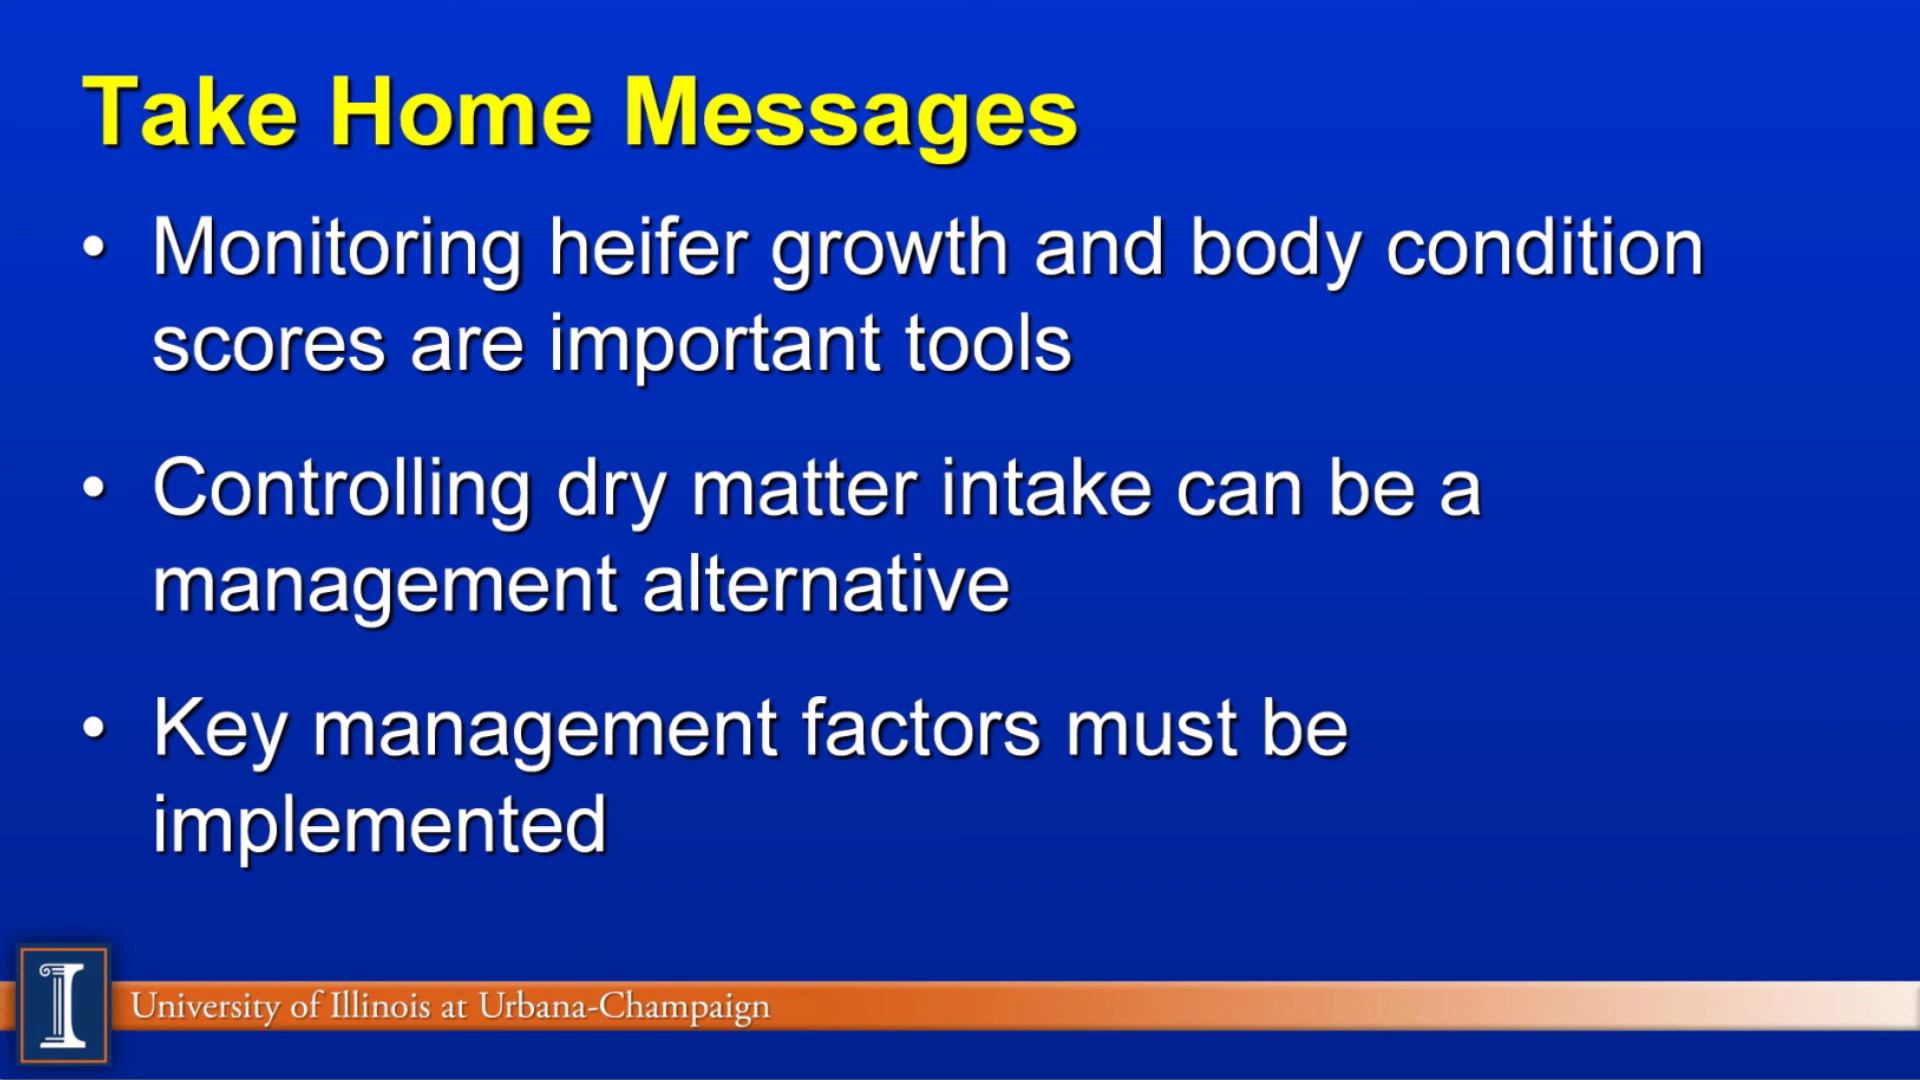 Take Home Messages
• Monitoring heifer growth and body condition
scores are important tools
• Controlling dry matter intake can be a
management alternative
• Key management factors must be
implemented
I
University of Illinois at Urbana-Champaign